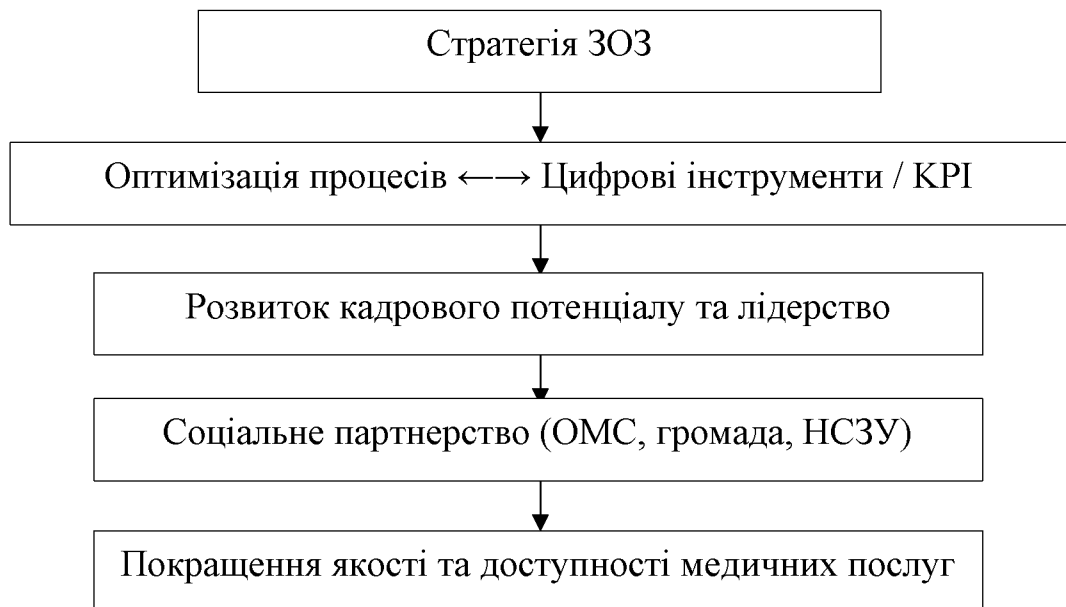 Стратегія ЗОЗ
Оптимізація процесів ←→ Цифрові інструменти / KPI
Розвиток кадрового потенціалу та лідерство
Соціальне партнерство (ОМС, громада, НСЗУ)
Покращення якості та доступності медичних послуг